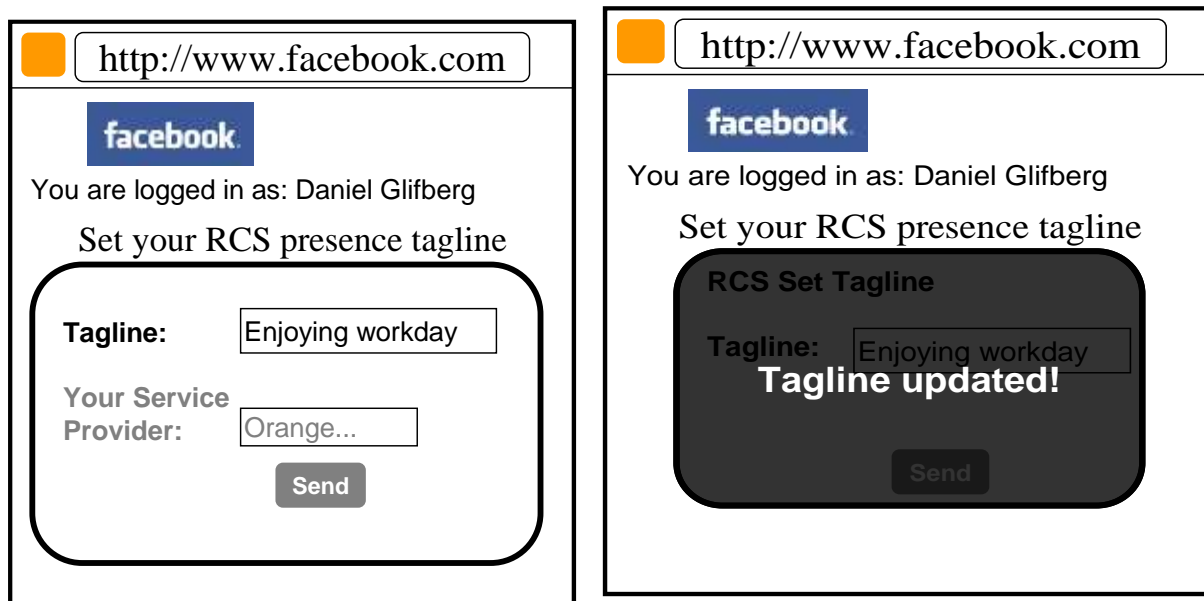 http://www.facebook.com
facebook.
You are logged in as: Daniel Glifberg
Set your RCS presence tagline
Tagline: Enjoying workday
Your Service
Provider: Orange...
Send
http://www.facebook.com
facebook.
You are logged in as: Daniel Glifberg
Set your RCS presence tagline
RCS Set Tagline
Tagline: Enjoying workday
Tagline updated!
Send